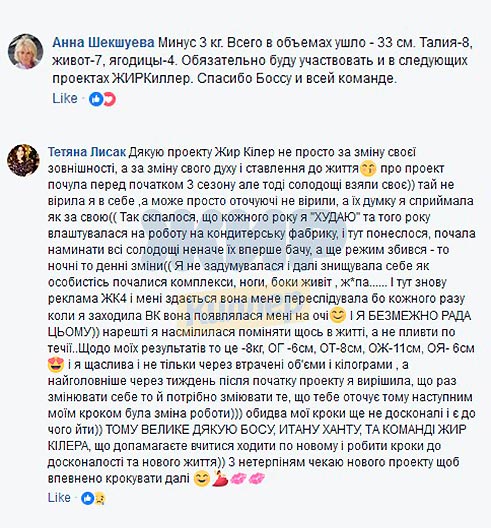 Анна Шекшуева Минус 3 кг. Всего в объемах ушло - 33 см. Талия-8,
живот-7, ягодицы-4. Обязательно буду участвовать и в следующих
проектах ЖИРКиллер. Спасибо Боссу и всей команде.
Like ·
Тетяна Лисак Дякую проекту Жир Кілер не просто за зміну своєї
зовнішності, а за зміну свого духу і ставлення до життя про проект
почула перед початком 3 сезону але тоді солодощі взяли своє)) тай не
вірила я в себе ,а може просто оточуючі не вірили, а їх думку я сприймала
як за свою(( Так склалося, що кожного року я "ХУДАЮ" та того року
влаштувалася на роботу на кондитерську фабрику, і тут понеслося, почала
наминати всі солодощі неначе їх вперше бачу, а ще режим збився - то
ночні то денні зміни(( Я не задумувалася і далі знищувала себе як
особистісь почалися комплекси, ноги, боки живіт , ж*па...... І тут знову
реклама ЖК4 і мені здається вона мене переслідувала бо кожного разу
коли я заходила ВК вона попадалася мені на очі І Я БЕЗМЕЖНО РАДА
ЦЬОМУ)) нарешті я насмілилася поміняти щось в житті, а не пливти по
течії..Щодо моїх результатів то це -8кг, ОГ -6см, ОТ-8см, ОЖ-11см, ОЯ- 6см
і я щаслива і не тільки через втрачені об'єми і кілограми , а
найголовніше через тиждень після початку проекту я вирішила, що раз
змінювати себе то й потрібно зміювати те, що тебе оточує тому наступним
моїм кроком була зміна роботи))) обидва мої кроки ще не досконалі і є до
чого йти)) ТОМУ ВЕЛИКЕ ДЯКУЮ БОСУ, ИТАНУ ХАНТУ, ТА КОМАНДІ ЖИР
КІЛЕРА, що допомагаєте вчитися ходити по новому і робити кроки до
досконалості та нового життя)) З нетерпіням чекаю нового проекту щоб
впевнено крокувати далі
Like ·
ЖИР
киллер